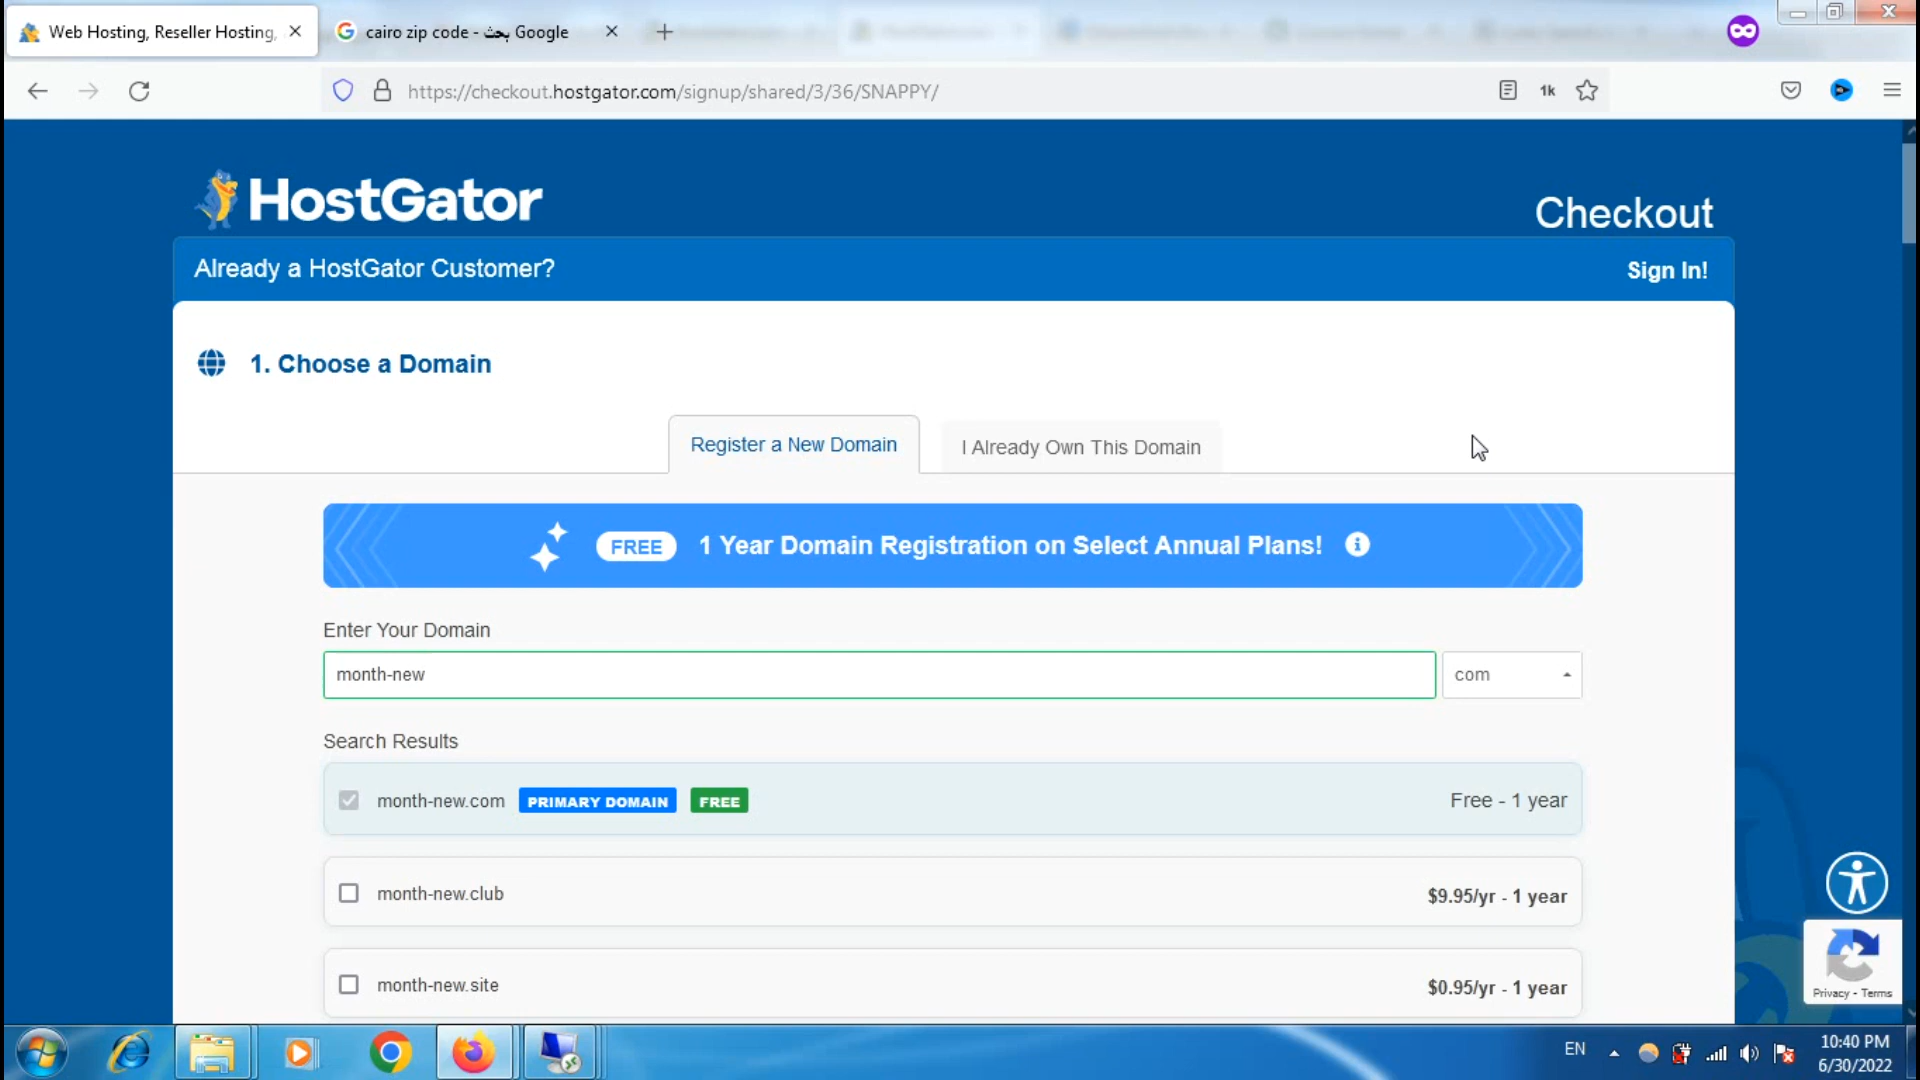 Web Hosting, Reseller Hosting,
cairo zip code - بحث Google
https://checkout.hostgator.com/signup/shared/3/36/SNAPPY/
1k
HostGator
Checkout
Already a HostGator Customer?
Sign In!
1. Choose a Domain
Register a New Domain
I Already Own This Domain
FREE 1 Year Domain Registration on Select Annual Plans!
Enter Your Domain
month-new
com
Search Results
month-new.com PRIMARY DOMAIN FREE
Free - 1 year
month-new.club
$9.95/yr - 1 year
month-new.site
$0.95/yr - 1 year
Privacy - Terms
EN
10:40 PM
6/30/2022